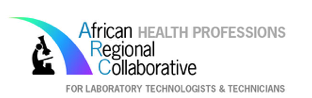 African HEALTH PROFESSIONS
Regional
Collaborative
FOR LABORATORY TECHNOLOGISTS & TECHNICIANS